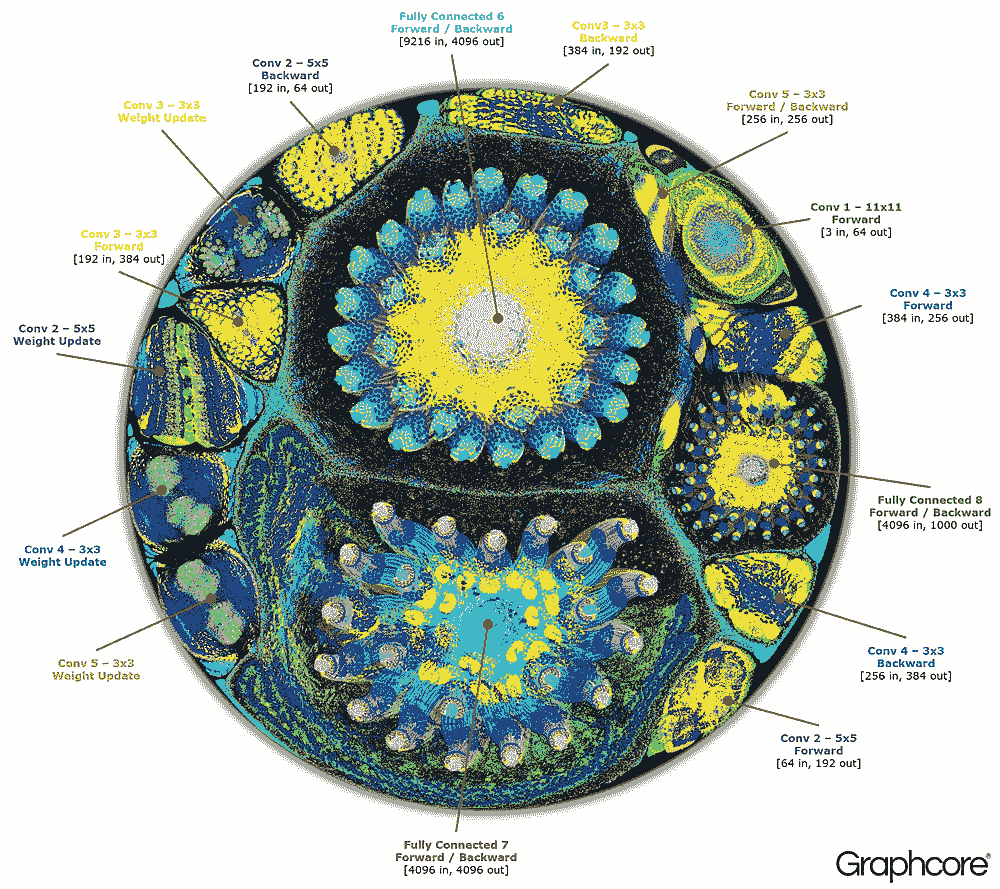 Fully Connected 6
Forward / Backward
[9216 in, 4096 out]
Conv3 – 3x3
Backward
[384 in, 192 out]
Conv 2 – 5x5
Backward
[192 in, 64 out]
Conv 5 – 3x3
Forward / Backward
[256 in, 256 out]
Conv 3 – 3x3
Weight Update
Conv 1 – 11x11
Forward
[3 in, 64 out]
Conv 3 – 3x3
Forward
[192 in, 384 out]
Conv 4 – 3x3
Forward
[384 in, 256 out]
Conv 2 – 5x5
Weight Update
Fully Connected 8
Forward / Backward
[4096 in, 1000 out]
Conv 4 – 3x3
Weight Update
Conv 4 – 3x3
Backward
[256 in, 384 out]
Conv 5 – 3x3
Weight Update
Conv 2 – 5x5
Forward
[64 in, 192 out]
Fully Connected 7
Forward / Backward
[4096 in, 4096 out]
Graphcore®